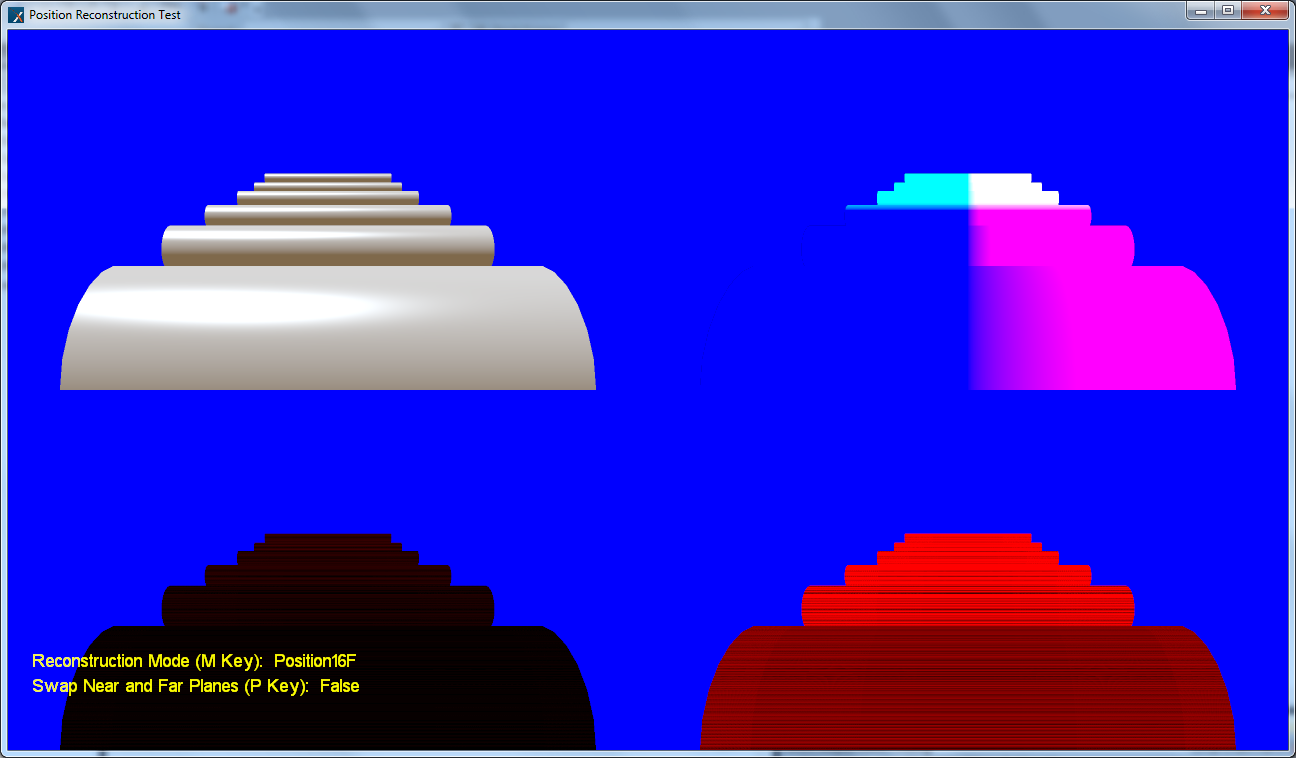 Position Reconstruction Test
Reconstruction Mode (M Key):  Position16F
Swap Near and Far Planes (P Key):  False